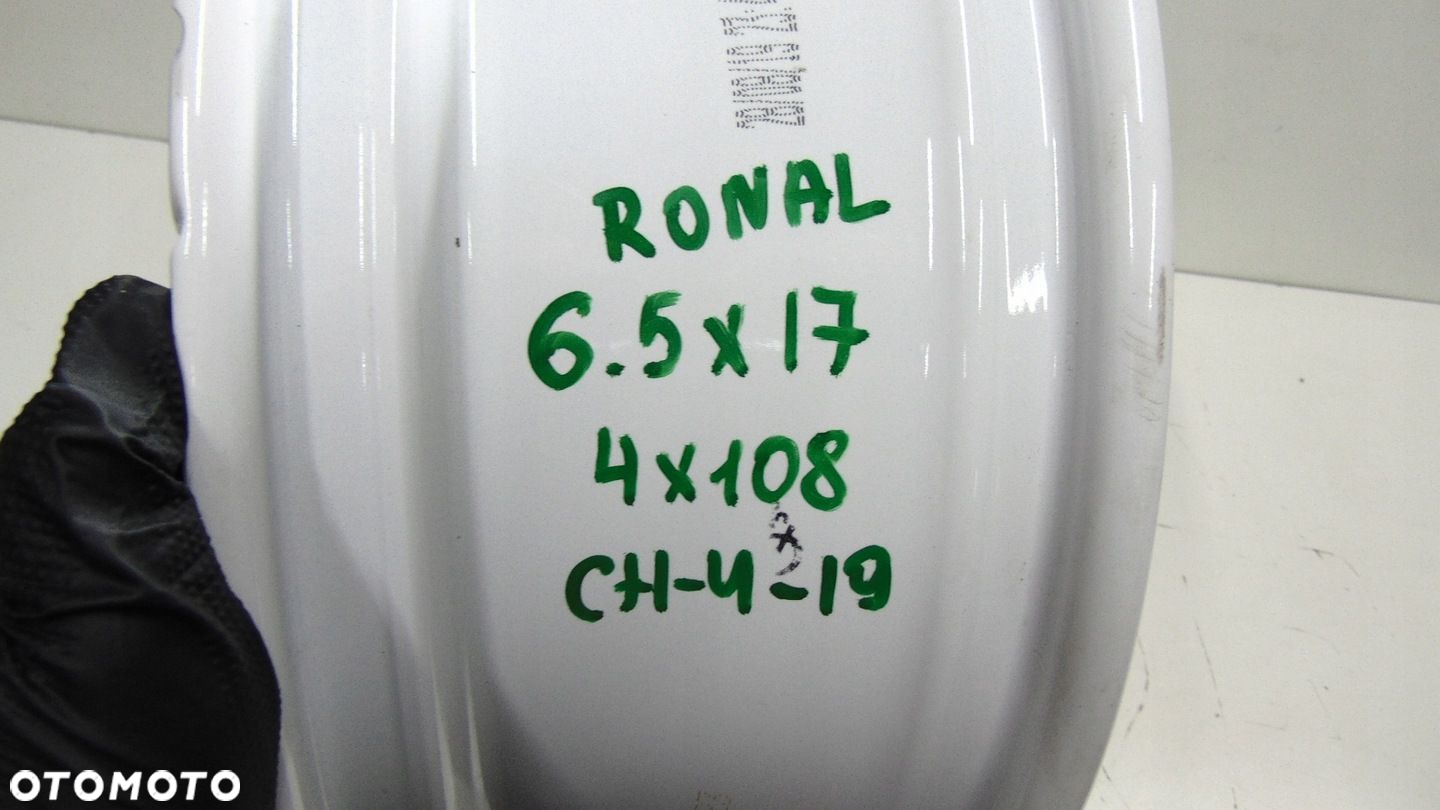 RONAL
6.5x17
4x108
CH-4-19
OTOMOTO